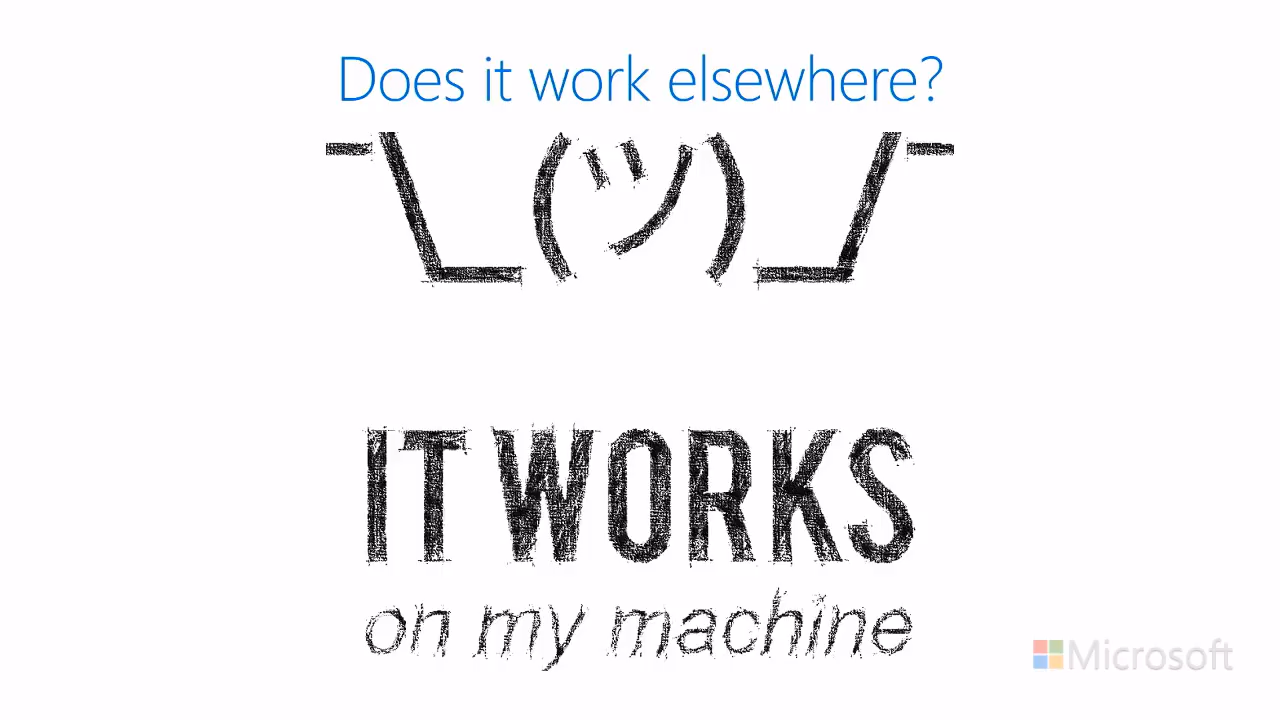 Does it work elsewhere?
¯\_(ツ)_/¯
IT WORKS
on my machine
Microsoft